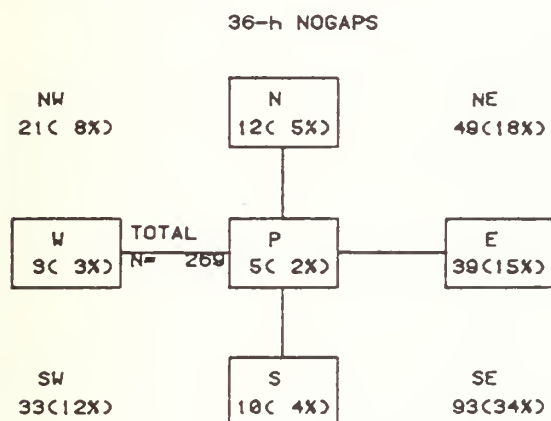 36-h NOGAPS
NW N NE
21( 8%) 12( 5%) 49(18%)
W TOTAL P E
9( 3%) N= 269 5( 2%) 39(15%)
SW S SE
33(12%) 10( 4%) 93(34%)